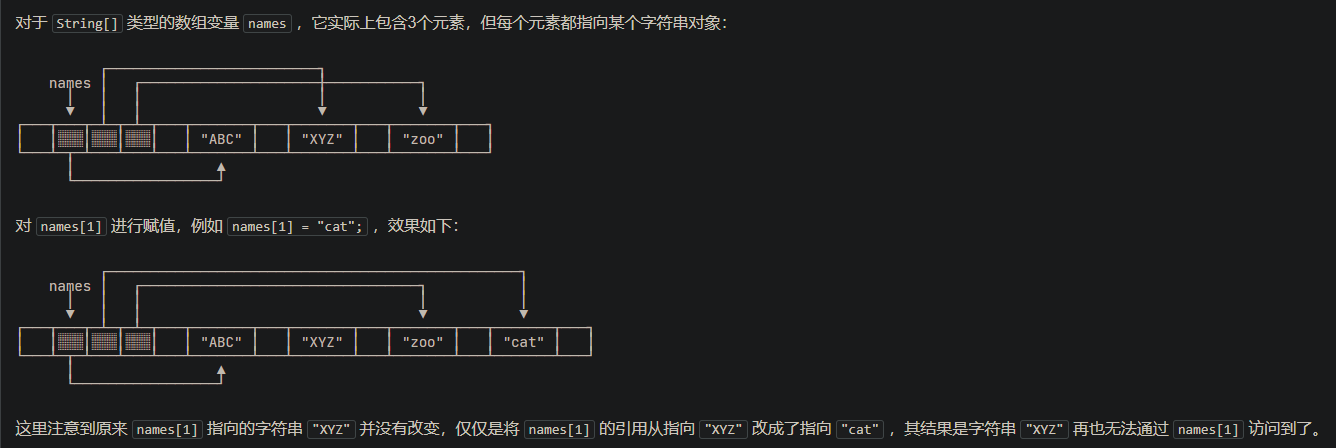 对于 String[] 类型的数组变量 names ，它实际上包含3个元素，但每个元素都指向某个字符串对象：
names
"ABC" "XYZ" "zoo"
对 names[1] 进行赋值，例如 names[1] = "cat"; ，效果如下：
names
"ABC" "XYZ" "zoo" "cat"
这里注意到原来 names[1] 指向的字符串 "XYZ" 并没有改变，仅仅是将 names[1] 的引用从指向 "XYZ" 改成了指向 "cat" ，其结果是字符串 "XYZ" 再也无法通过 names[1] 访问到了。